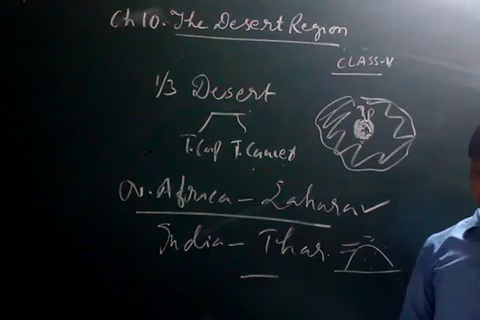 Ch 10. The Desert Region
CLASS-V
1/3 Desert
T. Cap T. Cancer
N. Africa - Sahara
India - Thar.